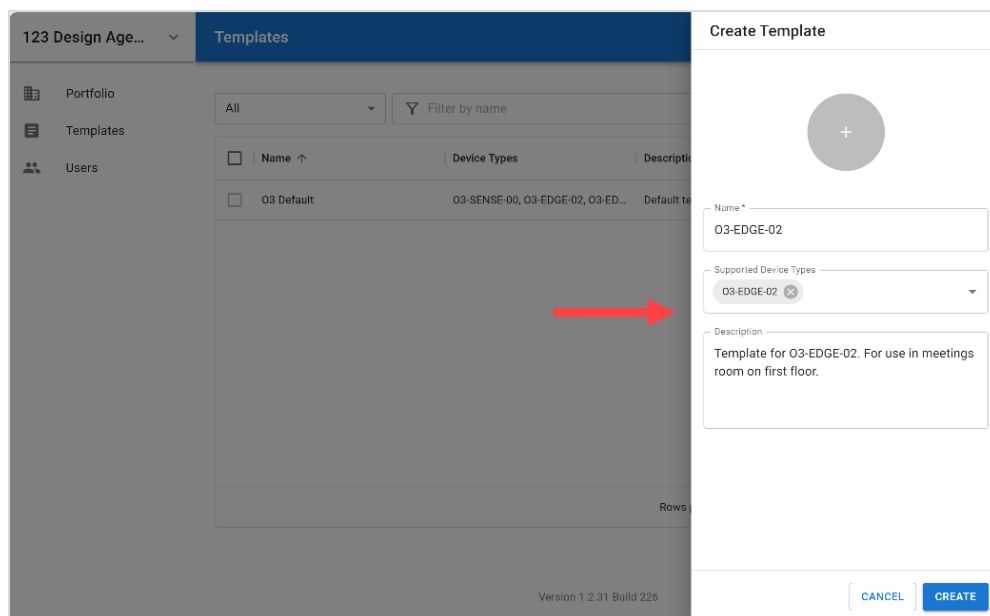 123 Design Age...
Templates
Portfolio
Templates
Users
All
Filter by name
Name
Device Types
O3 Default
O3-SENSE-00, O3-EDGE-02, O3-ED...
Default
Rows
Version 1.2.31 Build 226
Create Template
+
Name *
O3-EDGE-02
Supported Device Types
O3-EDGE-02
Description
Template for O3-EDGE-02. For use in meetings
room on first floor.
CANCEL
CREATE